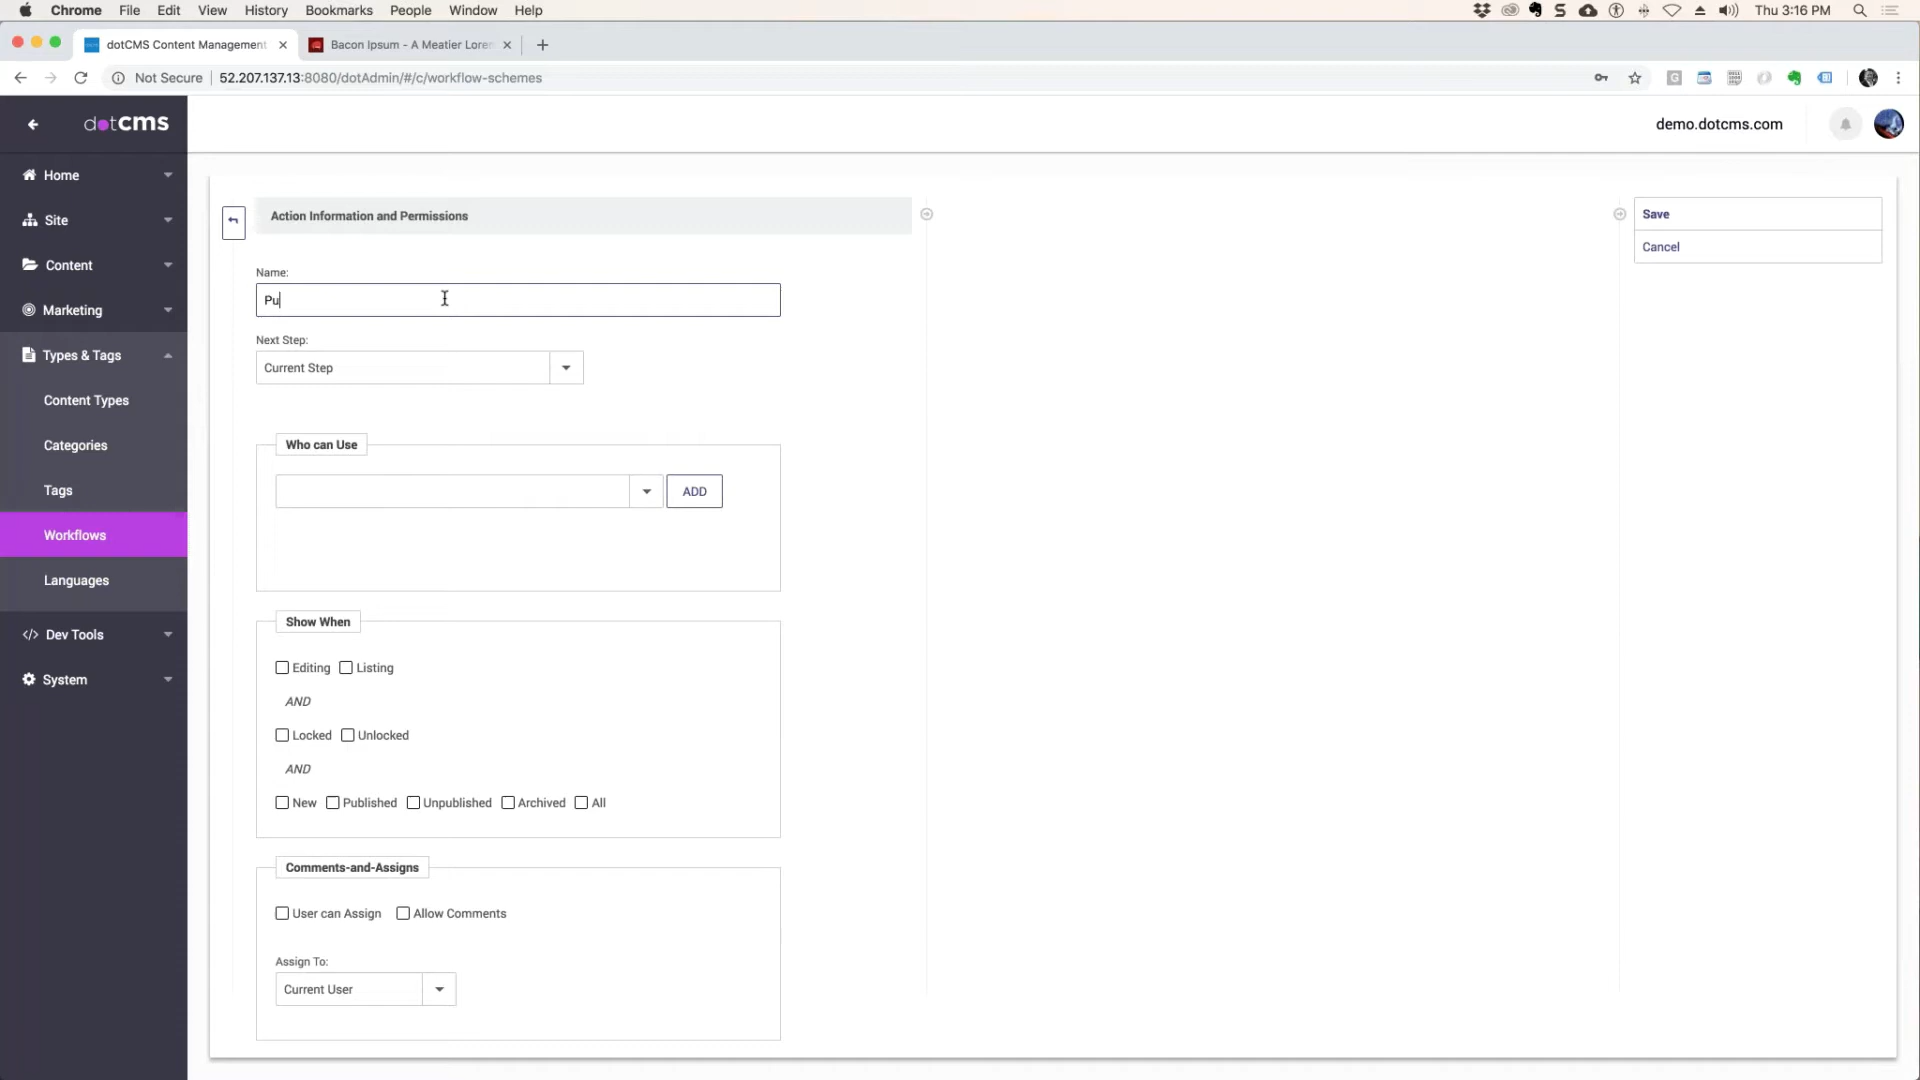 Chrome File Edit View History Bookmarks People Window Help Thu 3:16 PM
dotCMS Content Management
Bacon Ipsum - A Meatier Loren
Not Secure 52.207.137.13:8080/dotAdmin/#/c/workflow-schemes
dotCMS
demo.dotcms.com
Home
Site
Content
Marketing
Types & Tags
Content Types
Categories
Tags
Workflows
Languages
Dev Tools
System
Action Information and Permissions
Save
Cancel
Name:
Pu
Next Step:
Current Step
Who can Use
ADD
Show When
Editing Listing
AND
Locked Unlocked
AND
New Published Unpublished Archived All
Comments-and-Assigns
User can Assign Allow Comments
Assign To:
Current User